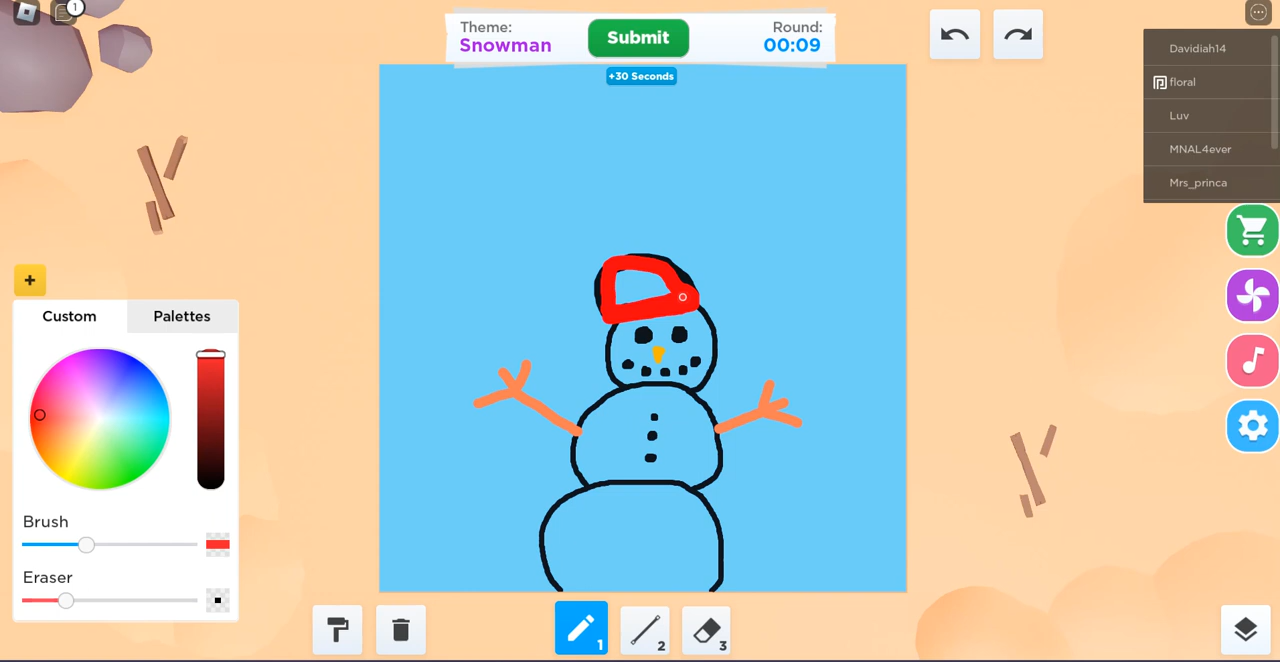 1
Theme:
Snowman
Submit
Round:
00:09
+30 Seconds
Davidiah14
floral
Luv
MNAL4ever
Mrs_princa
+
Custom
Palettes
Brush
Eraser
1
2
3